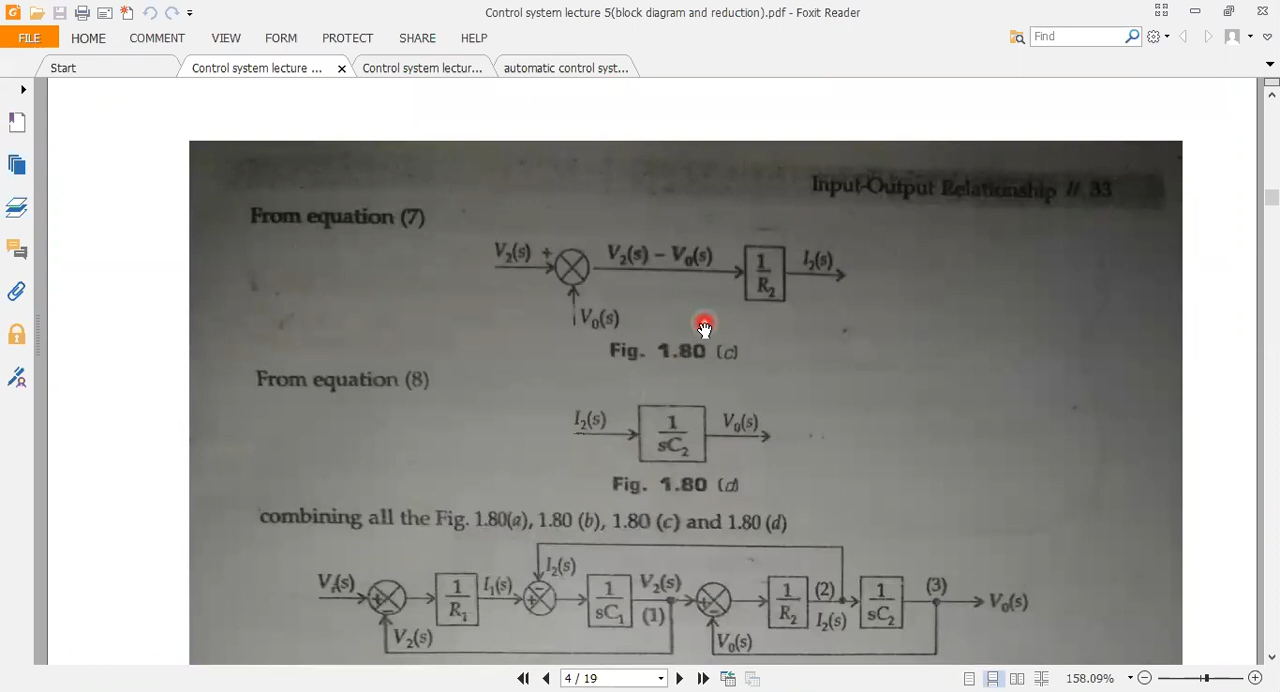 Control system lecture 5(block diagram and reduction).pdf - Foxit Reader
FILE HOME COMMENT VIEW FORM PROTECT SHARE HELP Find
Start Control system lecture ... Control system lectur... automatic control syst...
Input-Output Relationship // 33
From equation (7)
V₂(s) + V₂(s) – V₀(s) 1/R₂ I₂(s)
V₀(s)
Fig. 1.80 (c)
From equation (8)
I₂(s) 1/sC₂ V₀(s)
Fig. 1.80 (d)
combining all the Fig. 1.80(a), 1.80 (b), 1.80 (c) and 1.80 (d)
Vᵢ(s) + – 1/R₁ I₁(s) + – I₂(s) 1/sC₁ V₂(s) (1) + – 1/R₂ (2) I₂(s) 1/sC₂ (3) V₀(s)
V₂(s) V₀(s)
4 / 19 158.09%